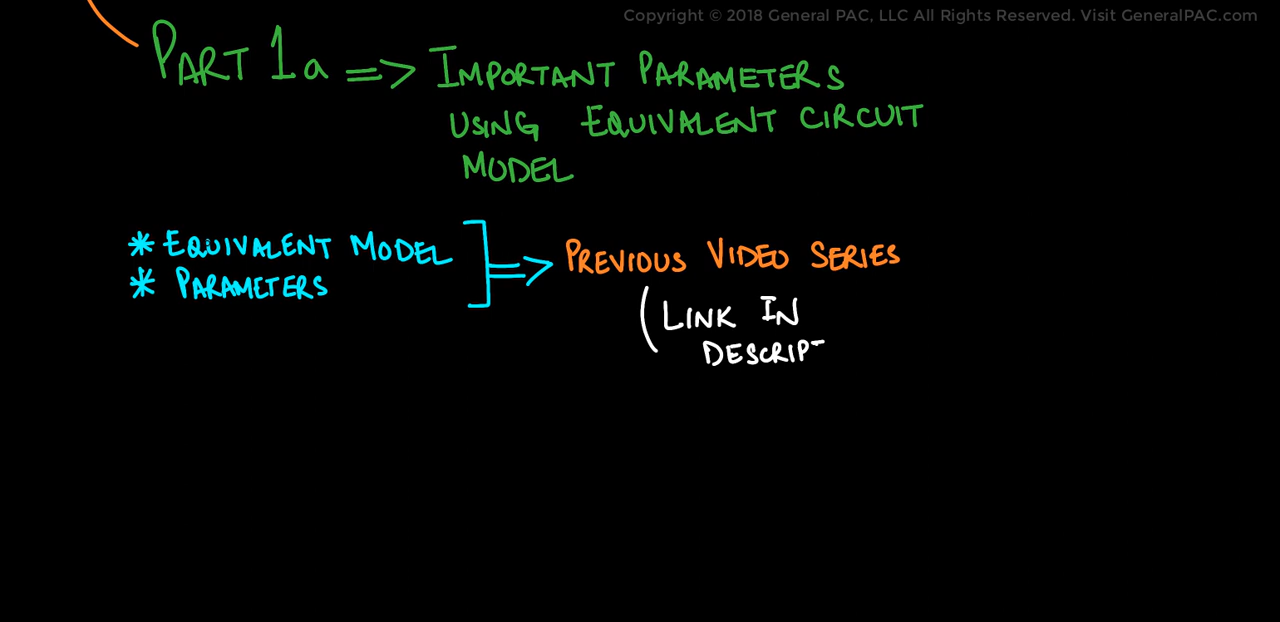 Copyright © 2018 General PAC, LLC All Rights Reserved. Visit GeneralPAC.com
PART 1a => IMPORTANT PARAMETERS
USING EQUIVALENT CIRCUIT
MODEL
* EQUIVALENT MODEL
* PARAMETERS
=> PREVIOUS VIDEO SERIES
(LINK IN
DESCRIPT